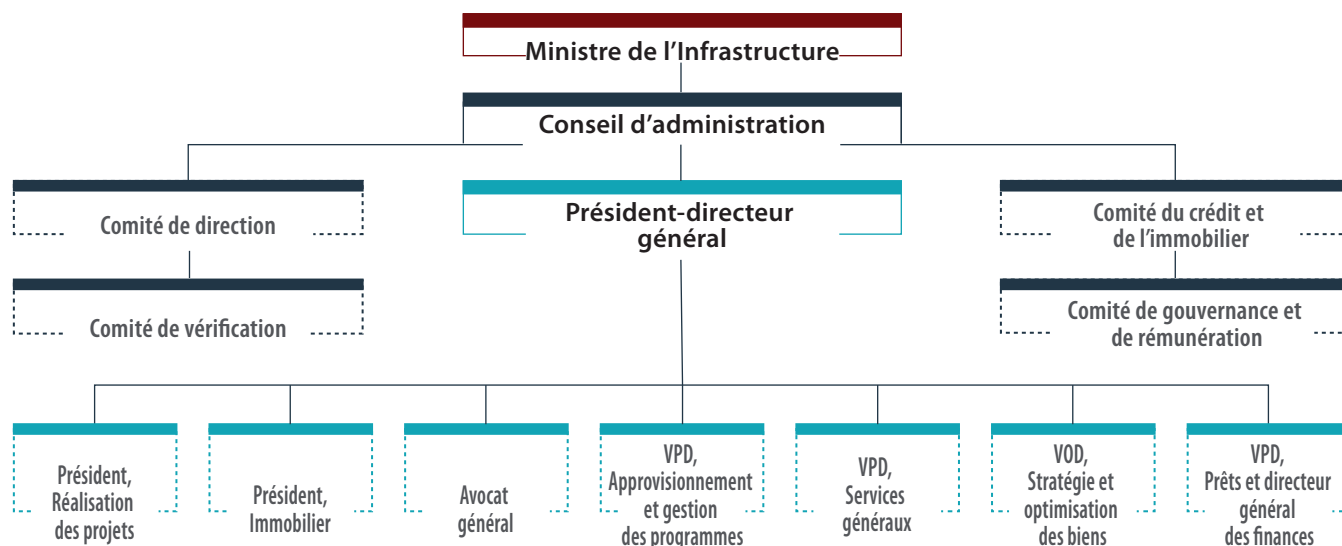 Ministre de l’Infrastructure
Conseil d’administration
Comité de direction
Président-directeur
général
Comité du crédit et
de l’immobilier
Comité de vérification
Comité de gouvernance et
de rémunération
Président,
Réalisation
des projets
Président,
Immobilier
Avocat
général
VPD,
Approvisionnement
et gestion
des programmes
VPD,
Services
généraux
VOD,
Stratégie et
optimisation
des biens
VPD,
Prêts et directeur
général
des finances